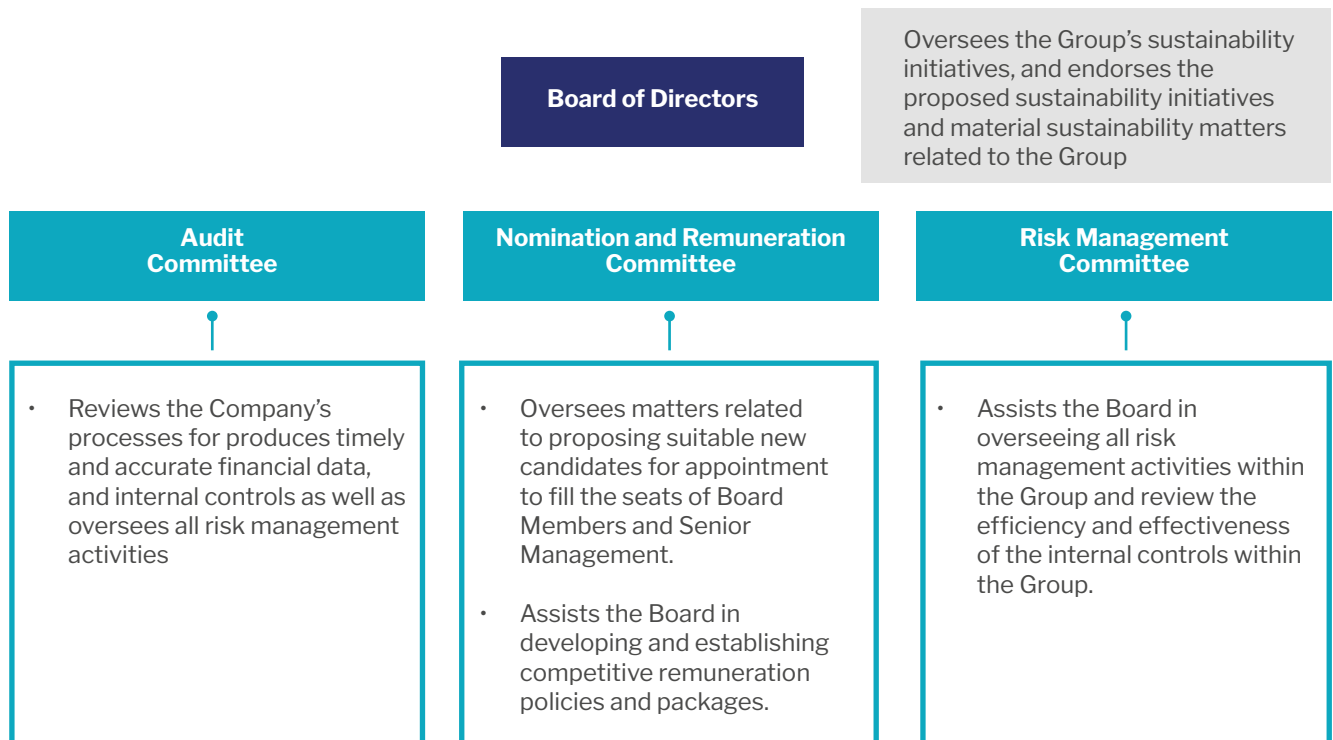 Board of Directors
Oversees the Group’s sustainability
initiatives, and endorses the
proposed sustainability initiatives
and material sustainability matters
related to the Group
Audit
Committee
• Reviews the Company’s
processes for produces timely
and accurate financial data,
and internal controls as well as
oversees all risk management
activities
Nomination and Remuneration
Committee
• Oversees matters related
to proposing suitable new
candidates for appointment
to fill the seats of Board
Members and Senior
Management.
• Assists the Board in
developing and establishing
competitive remuneration
policies and packages.
Risk Management
Committee
• Assists the Board in
overseeing all risk
management activities within
the Group and review the
efficiency and effectiveness
of the internal controls within
the Group.